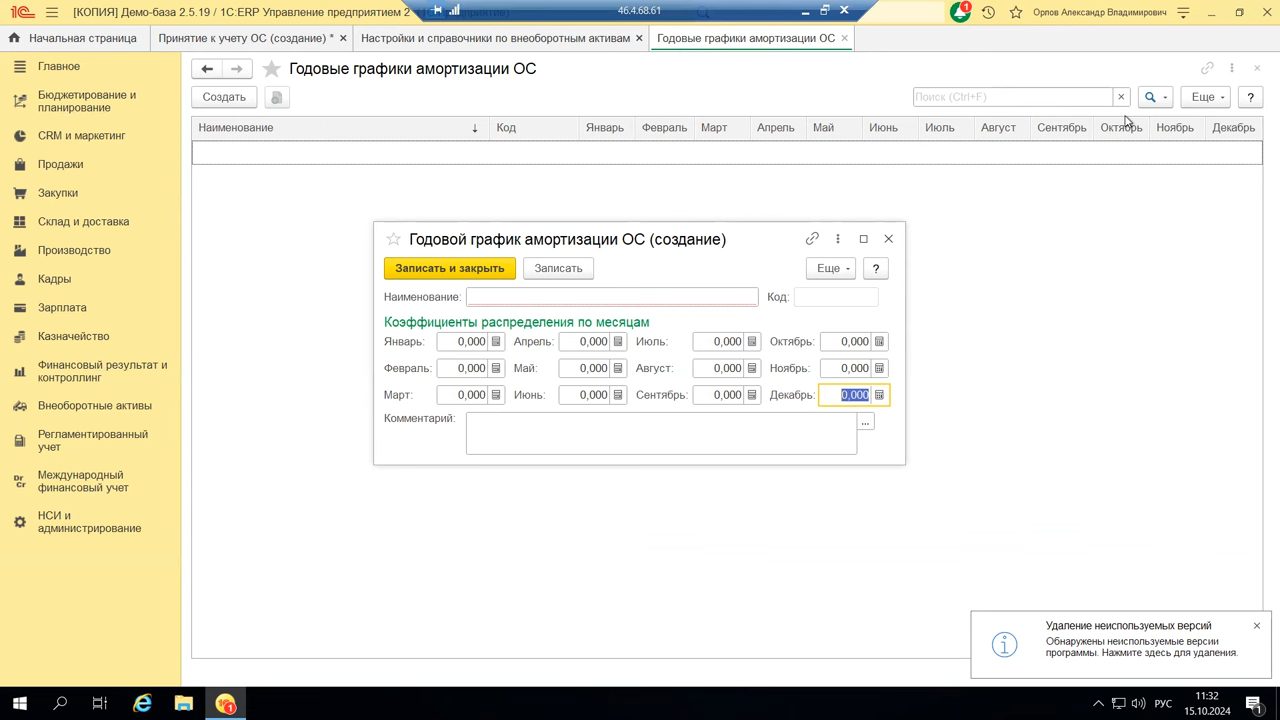 [КОПИЯ] Демо-база 2.5.19 / 1С:ERP Управление предприятием 2
46.4.68.61
1
Орлов Александр Владимирович
Начальная страница
Принятие к учету ОС (создание) *
Настройки и справочники по внеоборотным активам
Годовые графики амортизации ОС
Главное
Бюджетирование и
планирование
CRM и маркетинг
Продажи
Закупки
Склад и доставка
Производство
Кадры
Зарплата
Казначейство
Финансовый результат и
контроллинг
Внеоборотные активы
Регламентированный
учет
Международный
финансовый учет
НСИ и
администрирование
Годовые графики амортизации ОС
Создать
Поиск (Ctrl+F)
Еще
?
Наименование Код Январь Февраль Март Апрель Май Июнь Июль Август Сентябрь Октябрь Ноябрь Декабрь
Годовой график амортизации ОС (создание)
Записать и закрыть
Записать
Еще
?
Наименование:
Код:
Коэффициенты распределения по месяцам
Январь: 0,000 Апрель: 0,000 Июль: 0,000 Октябрь: 0,000
Февраль: 0,000 Май: 0,000 Август: 0,000 Ноябрь: 0,000
Март: 0,000 Июнь: 0,000 Сентябрь: 0,000 Декабрь: 0,000
Комментарий:
...
Удаление неиспользуемых версий
Обнаружены неиспользуемые версии
программы. Нажмите здесь для удаления.
1
РУС
11:32
15.10.2024
1